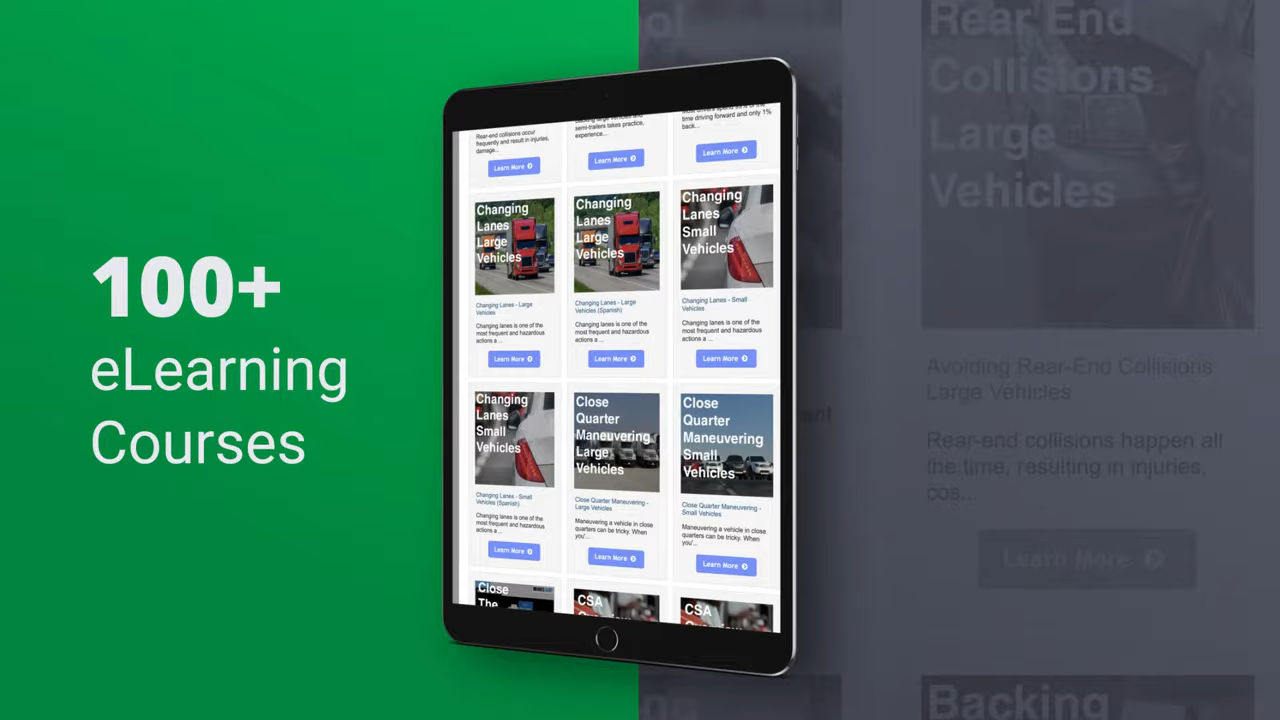 100+
eLearning
Courses
Rear-end collisions occur
frequently and result in injuries,
damage...
Learn More
semi-trailers takes practice,
experience...
Learn More
time driving forward and only 1%
back...
Learn More
Changing
Lanes
Large
Vehicles
Changing Lanes - Large
Vehicles
Changing lanes is one of the
most frequent and hazardous
actions a ...
Learn More
Changing
Lanes
Large
Vehicles
Changing Lanes - Large
Vehicles (Spanish)
Changing lanes is one of the
most frequent and hazardous
actions a ...
Learn More
Changing
Lanes
Small
Vehicles
Changing Lanes - Small
Vehicles
Changing lanes is one of the
most frequent and hazardous
actions a ...
Learn More
Changing
Lanes
Small
Vehicles
Changing Lanes - Small
Vehicles (Spanish)
Changing lanes is one of the
most frequent and hazardous
actions a ...
Learn More
Close
Quarter
Maneuvering
Large
Vehicles
Close Quarter Maneuvering -
Large Vehicles
Maneuvering a vehicle in close
quarters can be tricky. When
you'...
Learn More
Close
Quarter
Maneuvering
Small
Vehicles
Close Quarter Maneuvering -
Small Vehicles
Maneuvering a vehicle in close
quarters can be tricky. When
you'...
Learn More
Close
The
CSA
CSA
Rear End
Collisions
Large
Vehicles
Avoiding Rear-End Collisions
Large Vehicles
Rear-end collisions happen all
the time, resulting in injuries,
cos...
Learn More
Backing